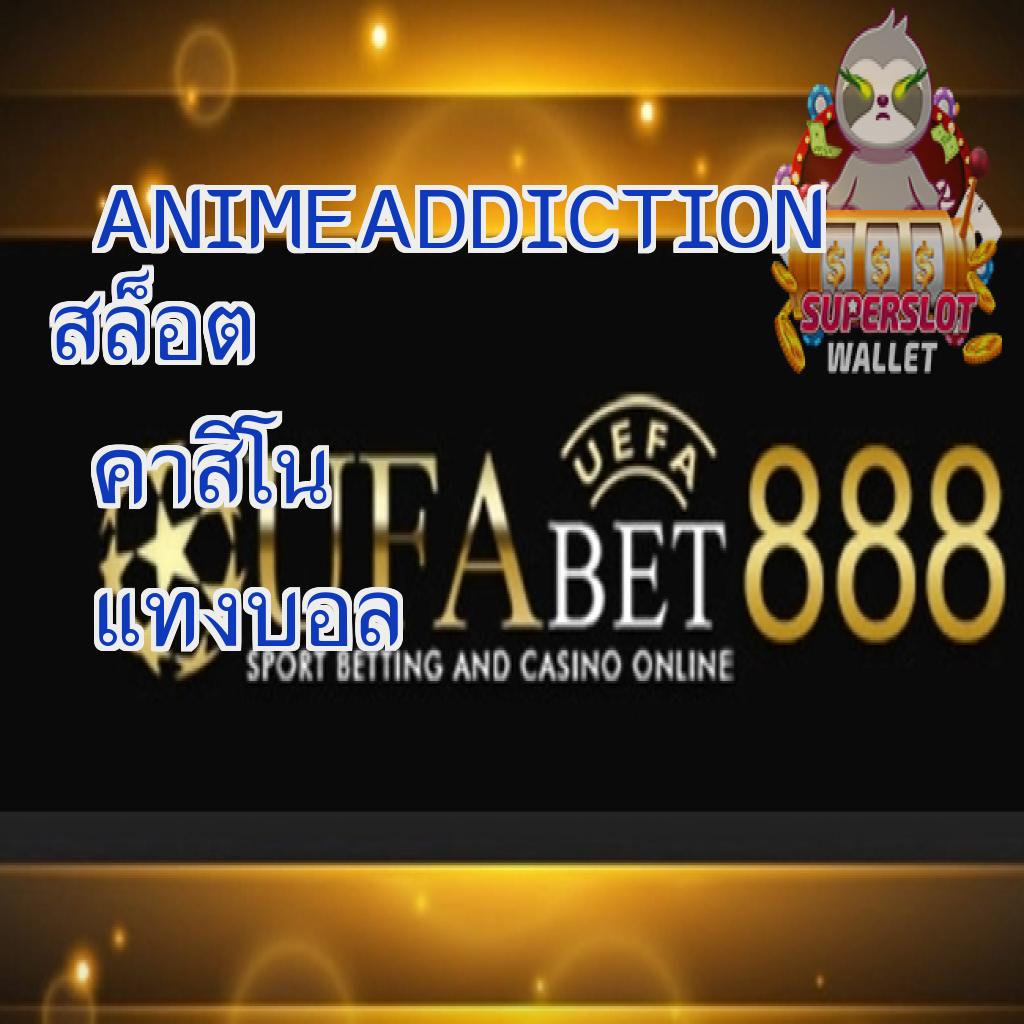 ANIMEADDICTION
สล็อต
SUPERSLOT
WALLET
คาสิโน
UEFA
UFABET888
แทงบอล
SPORT BETTING AND CASINO ONLINE